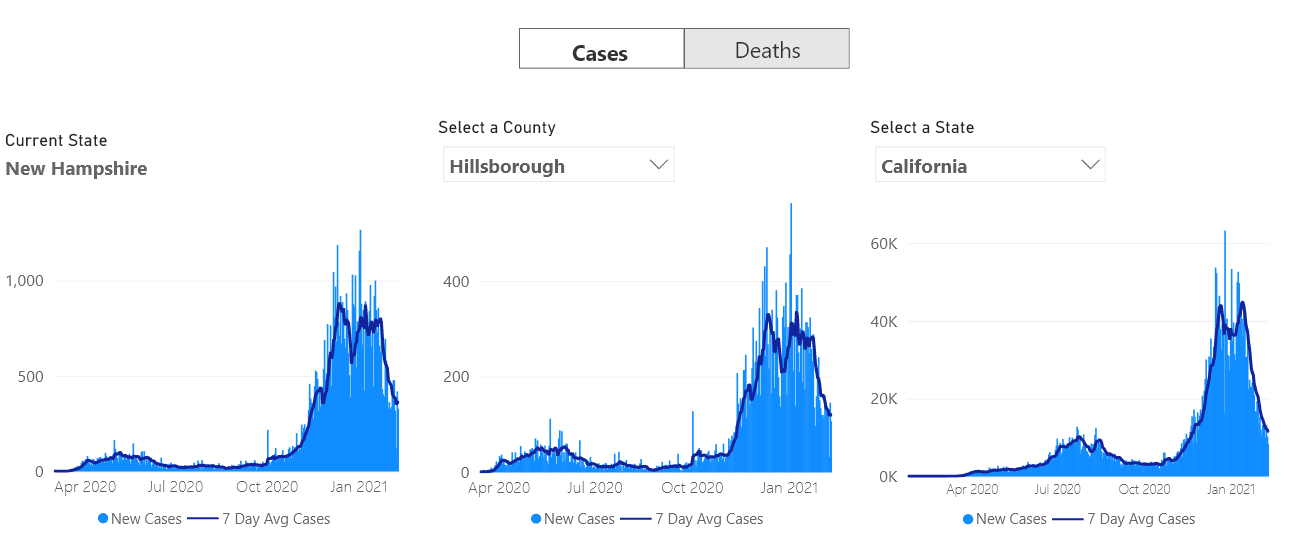 Cases
Deaths
Current State
New Hampshire
1,000
500
0
Apr 2020 Jul 2020 Oct 2020 Jan 2021
New Cases 7 Day Avg Cases
Select a County
Hillsborough
400
200
0
Apr 2020 Jul 2020 Oct 2020 Jan 2021
New Cases 7 Day Avg Cases
Select a State
California
60K
40K
20K
0K
Apr 2020 Jul 2020 Oct 2020 Jan 2021
New Cases 7 Day Avg Cases